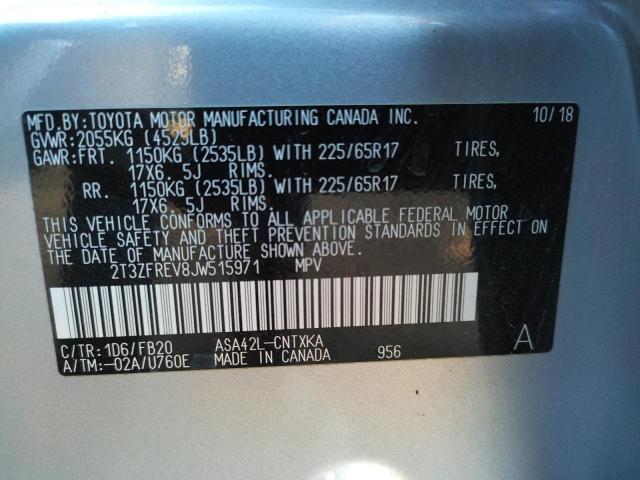 MFD.BY:TOYOTA MOTOR MANUFACTURING CANADA INC. 10/18
GVWR:2055KG (4525LB)
GAWR:FRT. 1150KG (2535LB) WITH 225/65R17 TIRES,
17X6. 5J RIMS.
RR. 1150KG (2535LB) WITH 225/65R17 TIRES,
17X6. 5J RIMS.
THIS VEHICLE CONFORMS TO ALL APPLICABLE FEDERAL MOTOR
VEHICLE SAFETY AND THEFT PREVENTION STANDARDS IN EFFECT ON
THE DATE OF MANUFACTURE SHOWN ABOVE.
2T3ZFREV8JW515971 MPV
C/TR:1D6/FB20 ASA42L-CNTXKA A
A/TM:-02A/U760E MADE IN CANADA 956